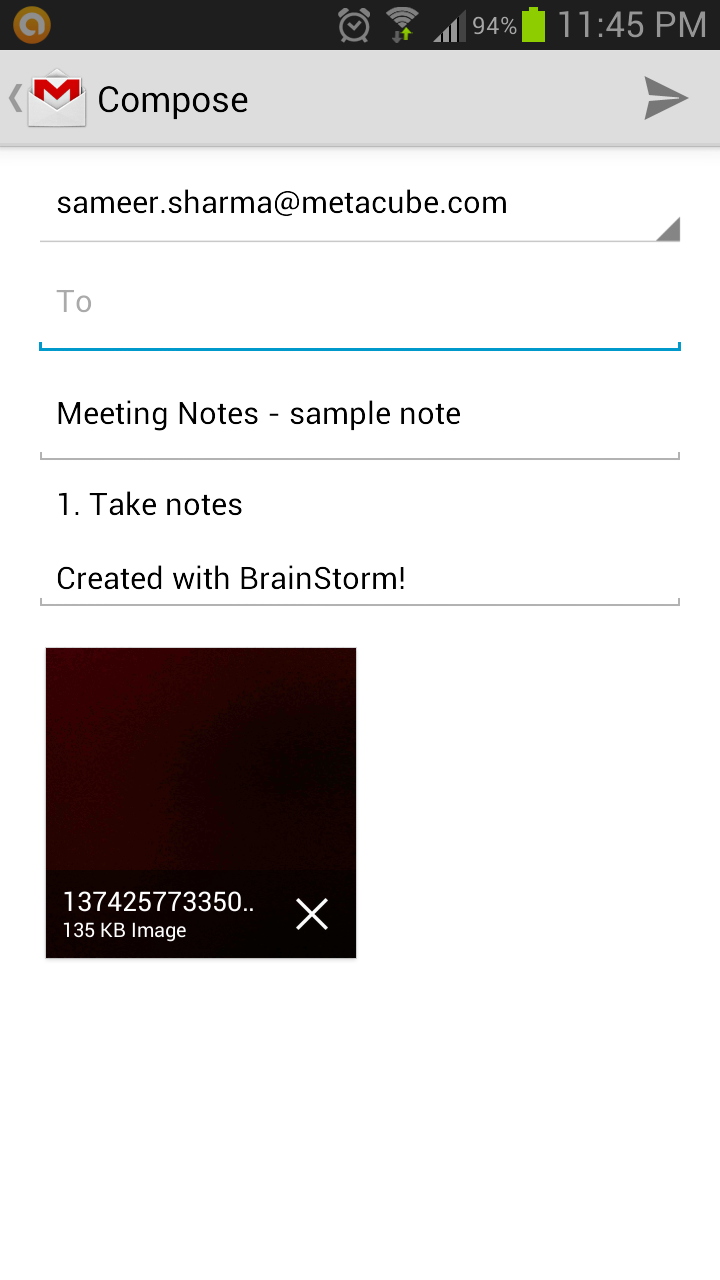 94% 11:45 PM
Compose
sameer.sharma@metacube.com
To
Meeting Notes - sample note
1. Take notes
Created with BrainStorm!
137425773350..
135 KB Image